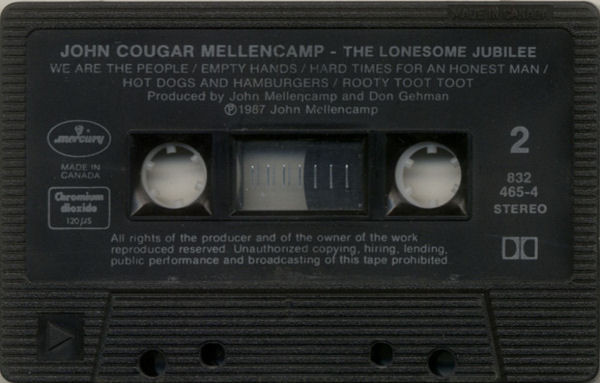 MADE IN CANADA
JOHN COUGAR MELLENCAMP - THE LONESOME JUBILEE
WE ARE THE PEOPLE / EMPTY HANDS / HARD TIMES FOR AN HONEST MAN /
HOT DOGS AND HAMBURGERS / ROOTY TOOT TOOT
Produced by John Mellencamp and Don Gehman
℗1987 John Mellencamp
mercury
MADE IN
CANADA
Chromium
dioxide
120 µS
2
832
465-4
STEREO
All rights of the producer and of the owner of the work
reproduced reserved. Unauthorized copying, hiring, lending,
public performance and broadcasting of this tape prohibited